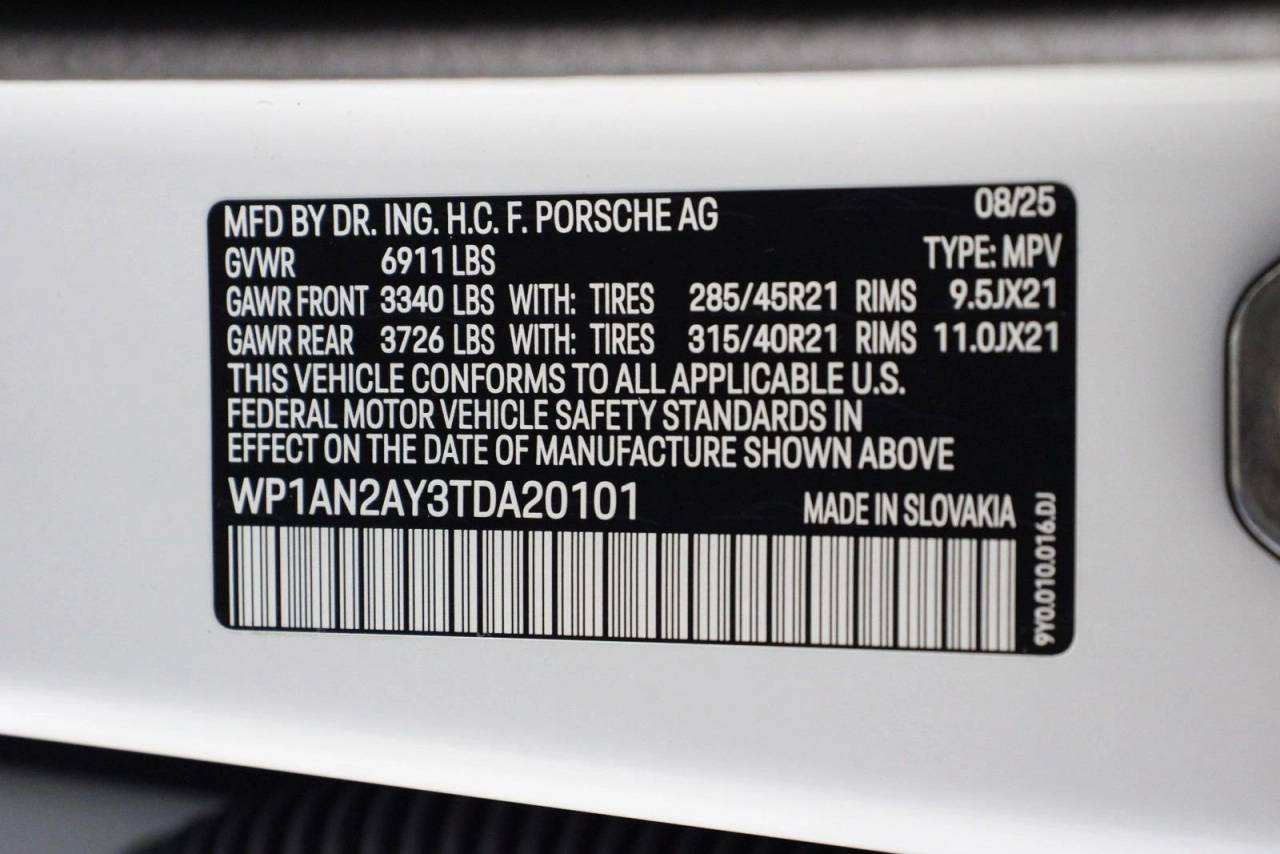 MFD BY DR. ING. H.C. F. PORSCHE AG 08/25
GVWR 6911 LBS TYPE: MPV
GAWR FRONT 3340 LBS WITH: TIRES 285/45R21 RIMS 9.5JX21
GAWR REAR 3726 LBS WITH: TIRES 315/40R21 RIMS 11.0JX21
THIS VEHICLE CONFORMS TO ALL APPLICABLE U.S.
FEDERAL MOTOR VEHICLE SAFETY STANDARDS IN
EFFECT ON THE DATE OF MANUFACTURE SHOWN ABOVE
WP1AN2AY3TDA20101 MADE IN SLOVAKIA
9Y0.010.016.DJ